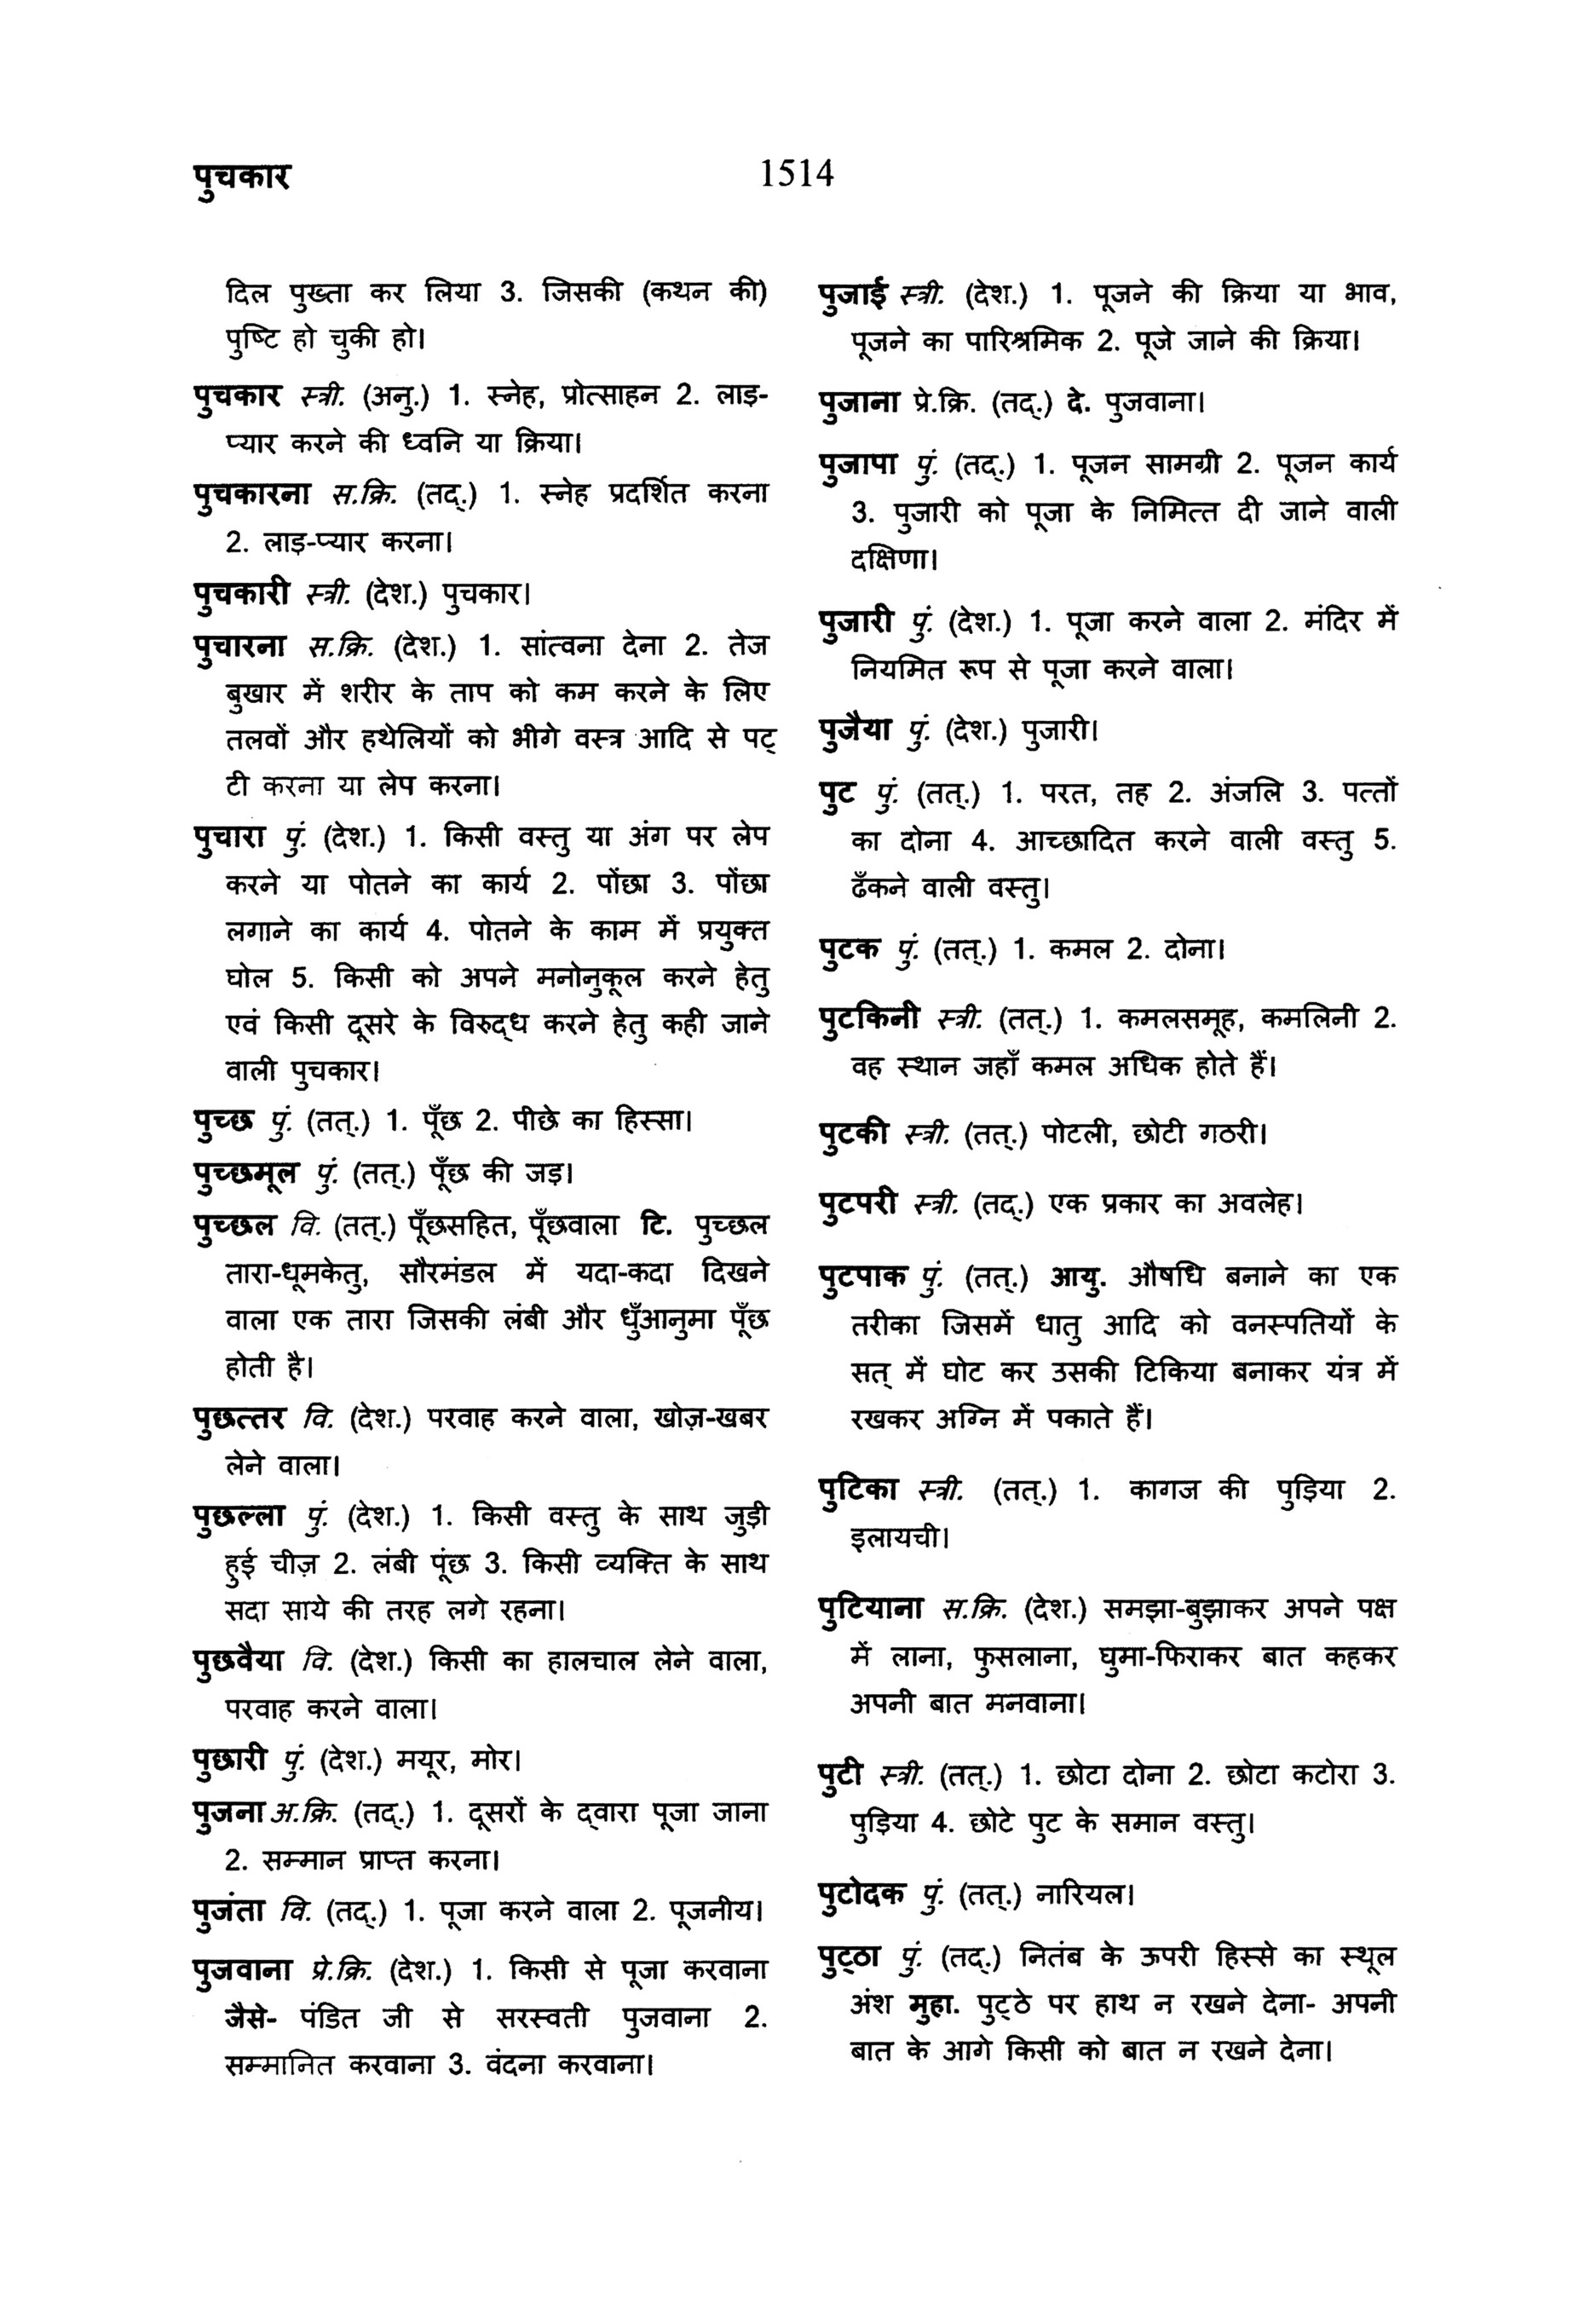 पुचकार
1514
दिल पुख्ता कर लिया 3. जिसकी (कथन की)
पुष्टि हो चुकी हो।
पुचकार स्त्री. (अनु.) 1. स्नेह, प्रोत्साहन 2. लाड़-
प्यार करने की ध्वनि या क्रिया।
पुचकारना स.क्रि. (तद्.) 1. स्नेह प्रदर्शित करना
2. लाड़-प्यार करना।
पुचकारी स्त्री. (देश.) पुचकार।
पुचारना स.क्रि. (देश.) 1. सांत्वना देना 2. तेज
बुखार में शरीर के ताप को कम करने के लिए
तलवों और हथेलियों को भीगे वस्त्र आदि से पट्
टी करना या लेप करना।
पुचारा पुं. (देश.) 1. किसी वस्तु या अंग पर लेप
करने या पोतने का कार्य 2. पोंछा 3. पोंछा
लगाने का कार्य 4. पोतने के काम में प्रयुक्त
घोल 5. किसी को अपने मनोनुकूल करने हेतु
एवं किसी दूसरे के विरुद्ध करने हेतु कही जाने
वाली पुचकार।
पुच्छ पुं. (तत्.) 1. पूँछ 2. पीछे का हिस्सा।
पुच्छमूल पुं. (तत्.) पूँछ की जड़।
पुच्छल वि. (तत्.) पूँछसहित, पूँछवाला टि. पुच्छल
तारा-धूमकेतु, सौरमंडल में यदा-कदा दिखने
वाला एक तारा जिसकी लंबी और धुँआनुमा पूँछ
होती है।
पुछत्तर वि. (देश.) परवाह करने वाला, खोज़-खबर
लेने वाला।
पुछल्ला पुं. (देश.) 1. किसी वस्तु के साथ जुड़ी
हुई चीज़ 2. लंबी पूंछ 3. किसी व्यक्ति के साथ
सदा साये की तरह लगे रहना।
पुछवैया वि. (देश.) किसी का हालचाल लेने वाला,
परवाह करने वाला।
पुछारी पुं. (देश.) मयूर, मोर।
पुजना अ.क्रि. (तद्.) 1. दूसरों के द्वारा पूजा जाना
2. सम्मान प्राप्त करना।
पुजंता वि. (तद्.) 1. पूजा करने वाला 2. पूजनीय।
पुजवाना प्रे.क्रि. (देश.) 1. किसी से पूजा करवाना
जैसे- पंडित जी से सरस्वती पुजवाना 2.
सम्मानित करवाना 3. वंदना करवाना।
पुजाई स्त्री. (देश.) 1. पूजने की क्रिया या भाव,
पूजने का पारिश्रमिक 2. पूजे जाने की क्रिया।
पुजाना प्रे.क्रि. (तद्.) दे. पुजवाना।
पुजापा पुं. (तद्.) 1. पूजन सामग्री 2. पूजन कार्य
3. पुजारी को पूजा के निमित्त दी जाने वाली
दक्षिणा।
पुजारी पुं. (देश.) 1. पूजा करने वाला 2. मंदिर में
नियमित रूप से पूजा करने वाला।
पुजैया पुं. (देश.) पुजारी।
पुट पुं. (तत्.) 1. परत, तह 2. अंजलि 3. पत्तों
का दोना 4. आच्छादित करने वाली वस्तु 5.
ढँकने वाली वस्तु।
पुटक पुं. (तत्.) 1. कमल 2. दोना।
पुटकिनी स्त्री. (तत्.) 1. कमलसमूह, कमलिनी 2.
वह स्थान जहाँ कमल अधिक होते हैं।
पुटकी स्त्री. (तत्.) पोटली, छोटी गठरी।
पुटपरी स्त्री. (तद्.) एक प्रकार का अवलेह।
पुटपाक पुं. (तत्.) आयु. औषधि बनाने का एक
तरीका जिसमें धातु आदि को वनस्पतियों के
सत् में घोट कर उसकी टिकिया बनाकर यंत्र में
रखकर अग्नि में पकाते हैं।
पुटिका स्त्री. (तत्.) 1. कागज की पुड़िया 2.
इलायची।
पुटियाना स.क्रि. (देश.) समझा-बुझाकर अपने पक्ष
में लाना, फुसलाना, घुमा-फिराकर बात कहकर
अपनी बात मनवाना।
पुटी स्त्री. (तत्.) 1. छोटा दोना 2. छोटा कटोरा 3.
पुड़िया 4. छोटे पुट के समान वस्तु।
पुटोदक पुं. (तत्.) नारियल।
पुट्ठा पुं. (तद्.) नितंब के ऊपरी हिस्से का स्थूल
अंश मुहा. पुट्ठे पर हाथ न रखने देना- अपनी
बात के आगे किसी को बात न रखने देना।